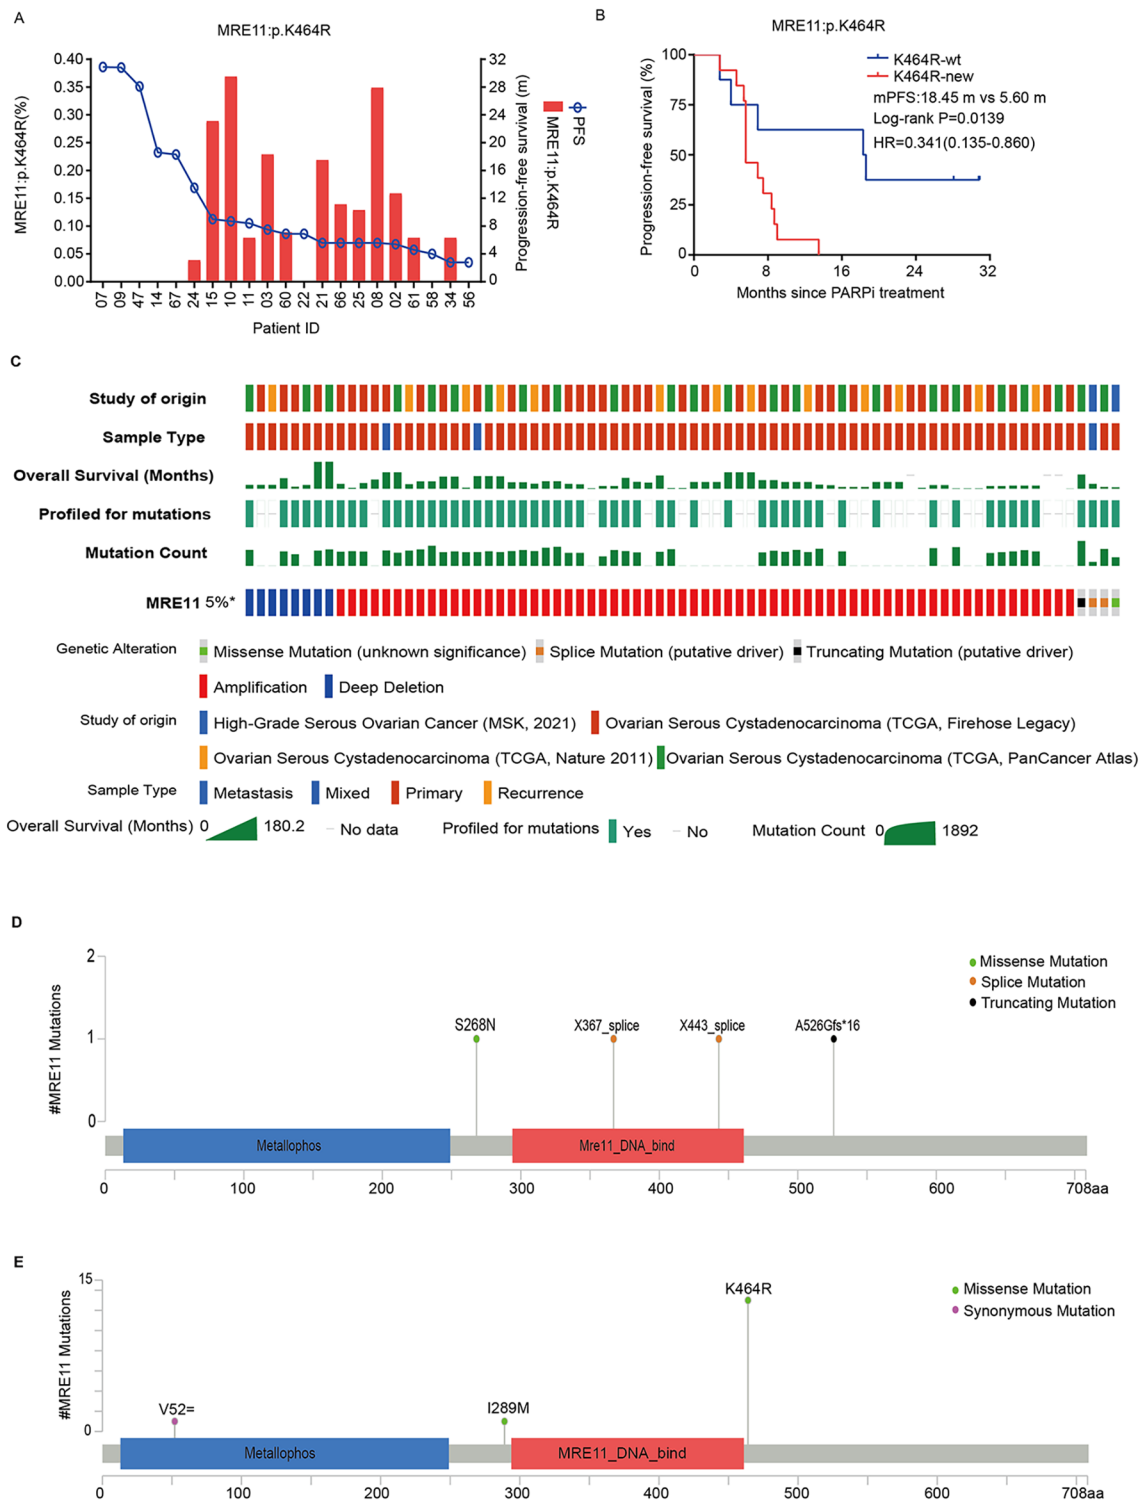 A
MRE11:p.K464R
MRE11:p.K464R(%)
0.40
0.35
0.30
0.25
0.20
0.15
0.10
0.05
0.00
32
28
24
20
16
12
8
4
0
Progression-free survival (m)
MRE11:p.K464R
PFS
07 09 47 14 67 24 15 10 11 03 60 22 21 66 25 08 02 61 58 34 56
Patient ID
B
MRE11:p.K464R
Progression-free survival (%)
100
75
50
25
0
K464R-wt
K464R-new
mPFS:18.45 m vs 5.60 m
Log-rank P=0.0139
HR=0.341(0.135-0.860)
0 8 16 24 32
Months since PARPi treatment
C
Study of origin
Sample Type
Overall Survival (Months)
Profiled for mutations
Mutation Count
MRE11 5%*
Genetic Alteration Missense Mutation (unknown significance) Splice Mutation (putative driver) Truncating Mutation (putative driver)
Amplification Deep Deletion
Study of origin High-Grade Serous Ovarian Cancer (MSK, 2021) Ovarian Serous Cystadenocarcinoma (TCGA, Firehose Legacy)
Ovarian Serous Cystadenocarcinoma (TCGA, Nature 2011) Ovarian Serous Cystadenocarcinoma (TCGA, PanCancer Atlas)
Sample Type Metastasis Mixed Primary Recurrence
Overall Survival (Months) 0 180.2 – No data Profiled for mutations Yes – No Mutation Count 0 1892
D
#MRE11 Mutations
2
1
0
S268N X367_splice X443_splice A526Gfs*16
Missense Mutation
Splice Mutation
Truncating Mutation
Metallophos Mre11_DNA_bind
0 100 200 300 400 500 600 708aa
E
#MRE11 Mutations
15
0
V52= I289M K464R
Missense Mutation
Synonymous Mutation
Metallophos MRE11_DNA_bind
0 100 200 300 400 500 600 708aa